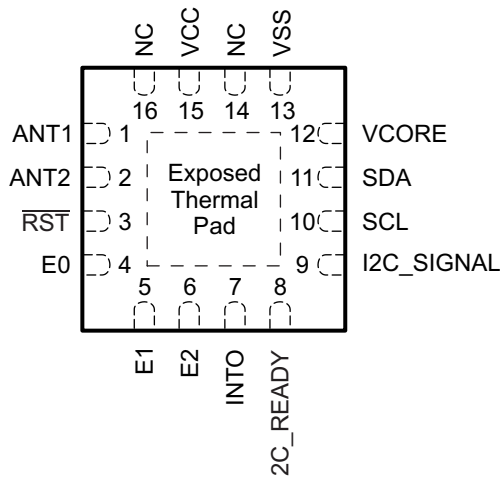 NC
VCC
NC
VSS
16
15
14
13
ANT1
1
12
VCORE
ANT2
2
11
SDA
R̅S̅T̅
3
10
SCL
E0
4
9
I2C_SIGNAL
Exposed
Thermal
Pad
5
6
7
8
E1
E2
INTO
2C_READY